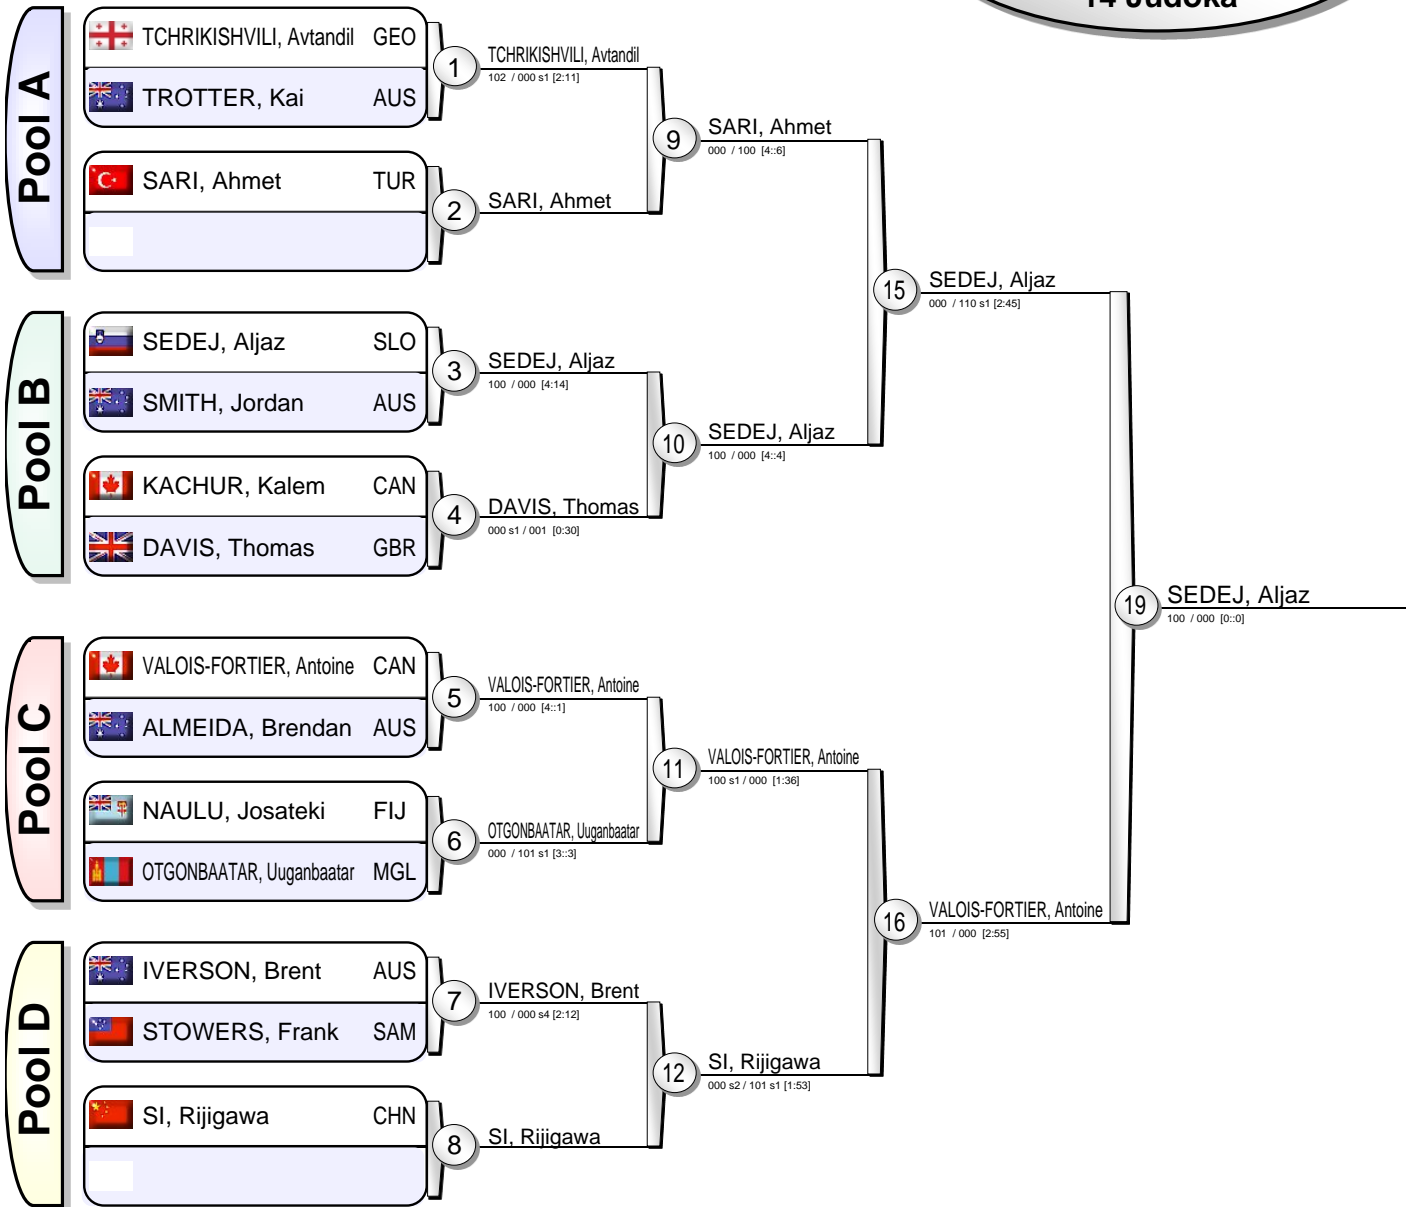 14 Judoka
Pool A
TCHRIKISHVILI, Avtandil GEO
TROTTER, Kai AUS
1
TCHRIKISHVILI, Avtandil
102 / 000 s1 [2:11]
SARI, Ahmet TUR
2
SARI, Ahmet
9
SARI, Ahmet
000 / 100 [4::6]
Pool B
SEDEJ, Aljaz SLO
SMITH, Jordan AUS
3
SEDEJ, Aljaz
100 / 000 [4:14]
KACHUR, Kalem CAN
DAVIS, Thomas GBR
4
DAVIS, Thomas
000 s1 / 001 [0:30]
10
SEDEJ, Aljaz
100 / 000 [4::4]
15
SEDEJ, Aljaz
000 / 110 s1 [2:45]
Pool C
VALOIS-FORTIER, Antoine CAN
ALMEIDA, Brendan AUS
5
VALOIS-FORTIER, Antoine
100 / 000 [4::1]
NAULU, Josateki FIJ
OTGONBAATAR, Uuganbaatar MGL
6
OTGONBAATAR, Uuganbaatar
000 / 101 s1 [3::3]
11
VALOIS-FORTIER, Antoine
100 s1 / 000 [1:36]
Pool D
IVERSON, Brent AUS
STOWERS, Frank SAM
7
IVERSON, Brent
100 / 000 s4 [2:12]
SI, Rijigawa CHN
8
SI, Rijigawa
12
SI, Rijigawa
000 s2 / 101 s1 [1:53]
16
VALOIS-FORTIER, Antoine
101 / 000 [2:55]
19
SEDEJ, Aljaz
100 / 000 [0::0]